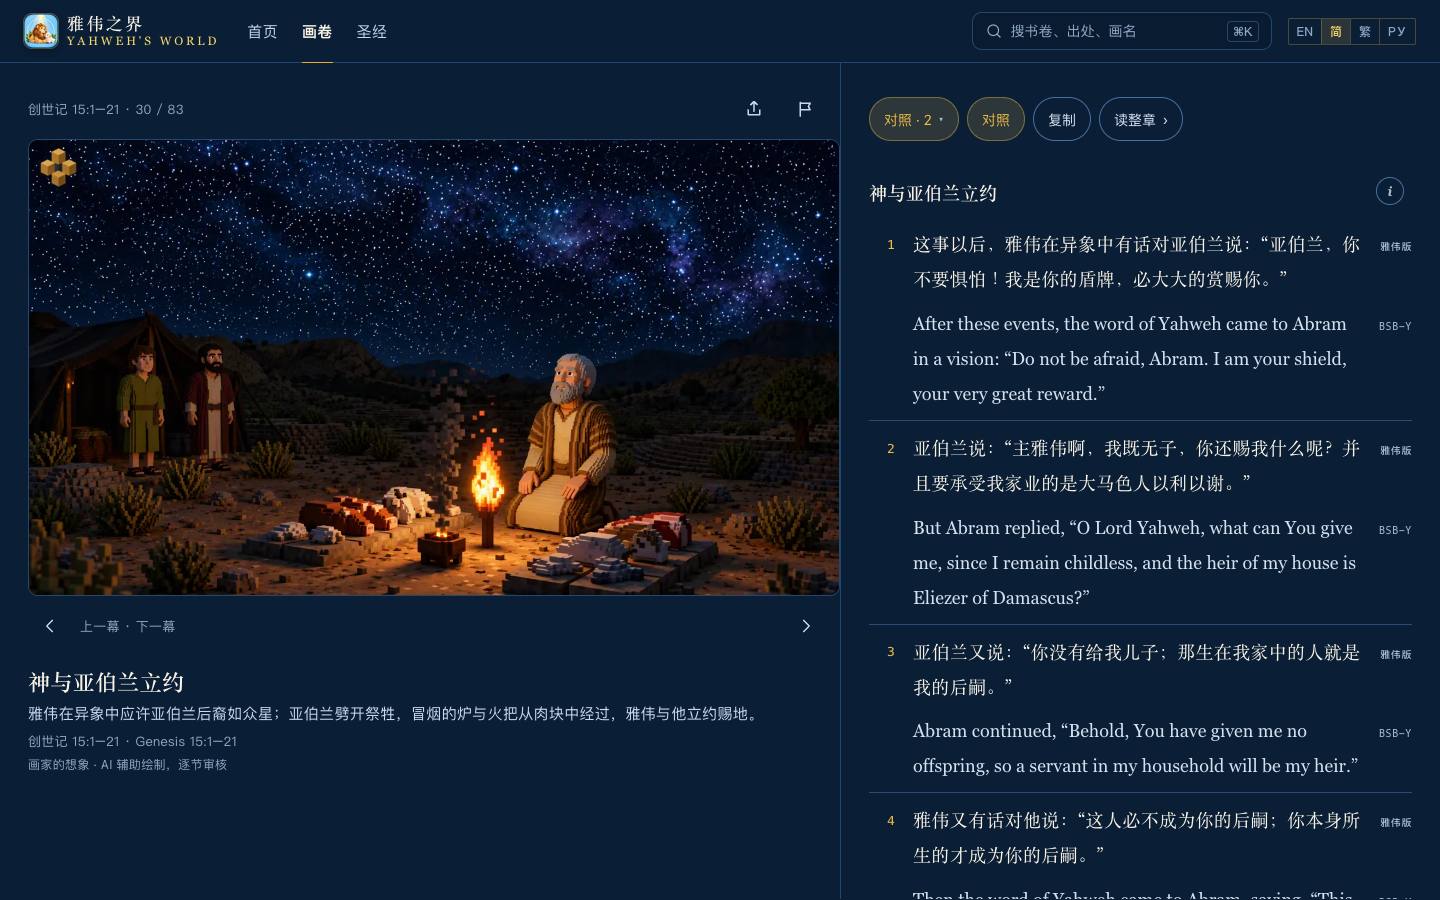 雅伟之界
YAHWEH'S WORLD
首页
画卷
圣经
搜书卷、出处、画名
⌘K
EN
简
繁
РУ
创世记 15:1–21 · 30 / 83
上一幕 · 下一幕
神与亚伯兰立约
雅伟在异象中应许亚伯兰后裔如众星；亚伯兰劈开祭牲，冒烟的炉与火把从肉块中经过，雅伟与他立约赐地。
创世记 15:1–21 · Genesis 15:1–21
画家的想象 · AI 辅助绘制，逐节审核
对照 · 2
对照
复制
读整章 ›
神与亚伯兰立约
i
1 这事以后，雅伟在异象中有话对亚伯兰说：“亚伯兰，你 雅伟版
不要惧怕！我是你的盾牌，必大大的赏赐你。”
After these events, the word of Yahweh came to Abram BSB-Y
in a vision: “Do not be afraid, Abram. I am your shield,
your very great reward.”
2 亚伯兰说：“主雅伟啊，我既无子，你还赐我什么呢？并 雅伟版
且要承受我家业的是大马色人以利以谢。”
But Abram replied, “O Lord Yahweh, what can You give BSB-Y
me, since I remain childless, and the heir of my house is
Eliezer of Damascus?”
3 亚伯兰又说：“你没有给我儿子；那生在我家中的人就是 雅伟版
我的后嗣。”
Abram continued, “Behold, You have given me no BSB-Y
offspring, so a servant in my household will be my heir.”
4 雅伟又有话对他说：“这人必不成为你的后嗣；你本身所 雅伟版
生的才成为你的后嗣。”
Then the word of Yahweh came to Abram, saying, “This